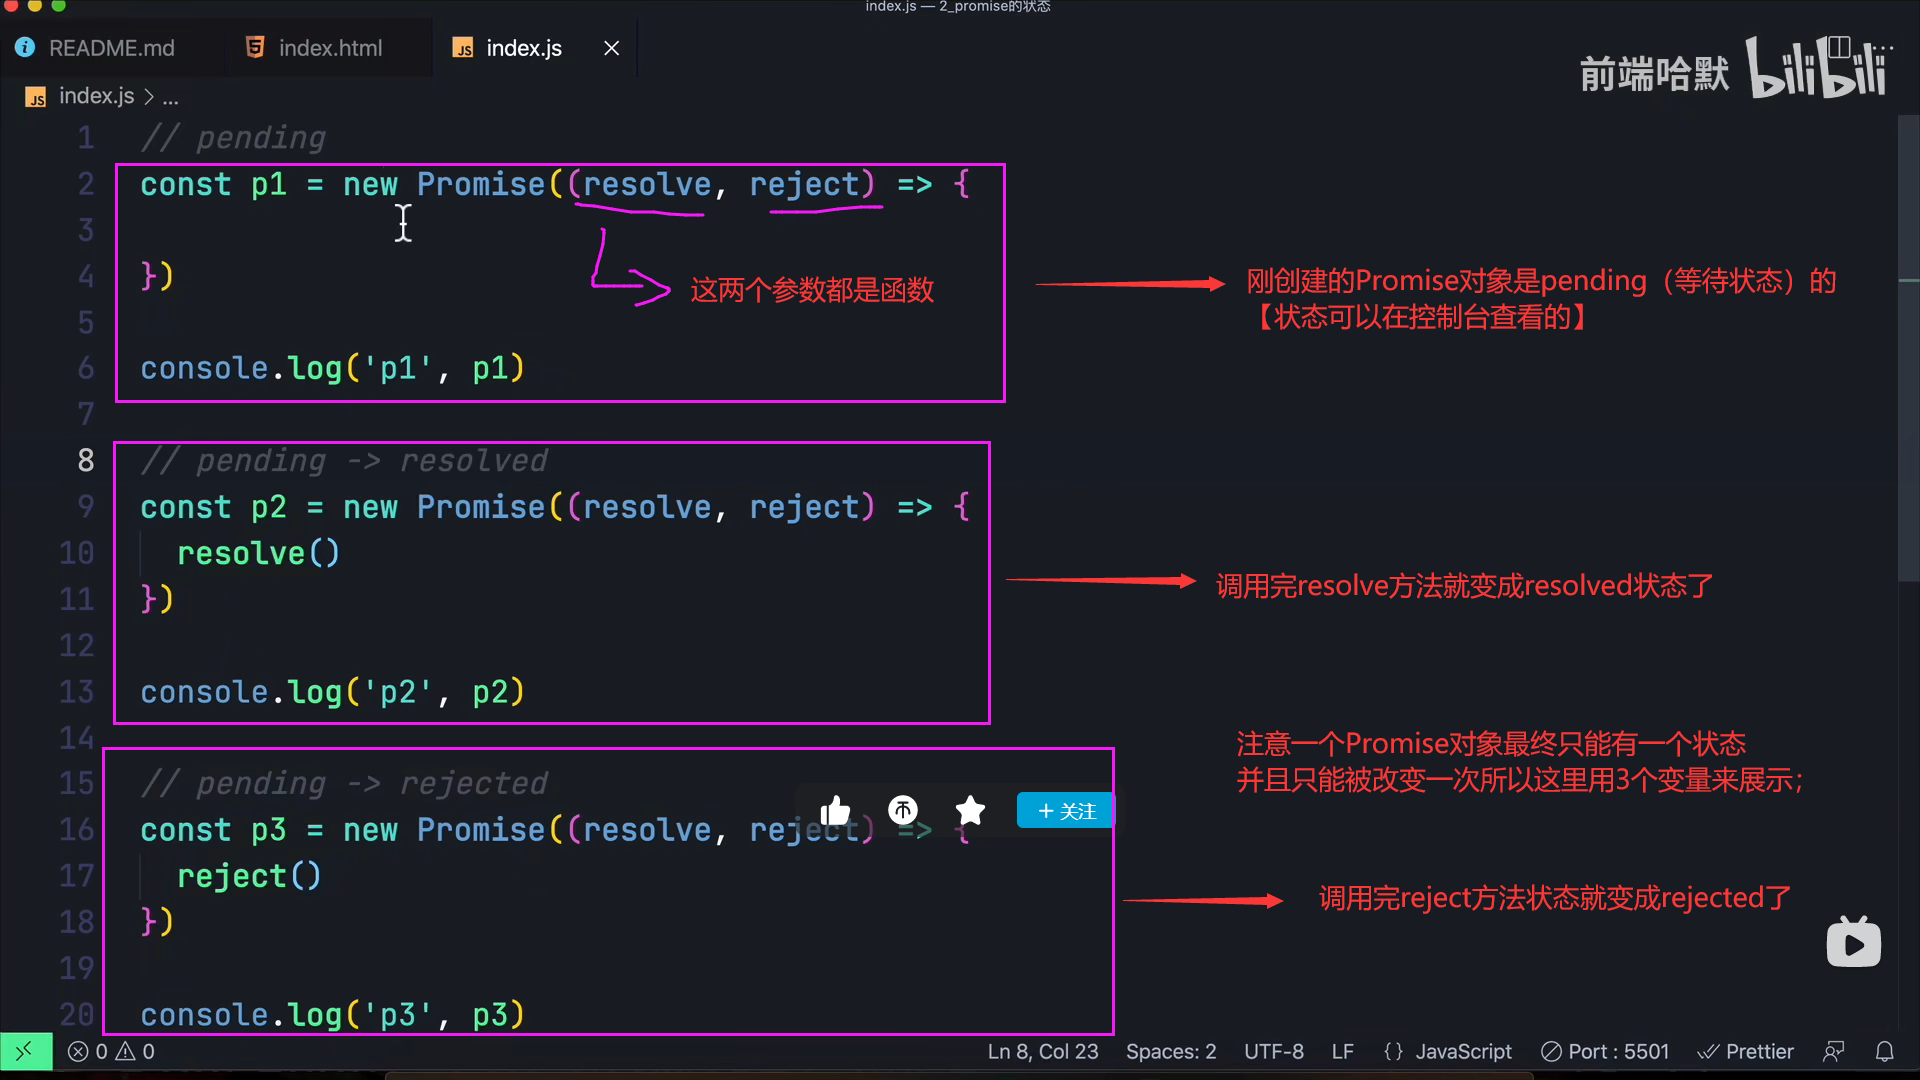 index.js — 2_promise的状态
README.md
index.html
JS index.js
前端哈默 bilibili
JS index.js > ...
1 // pending
2 const p1 = new Promise((resolve, reject) => {
3
这两个参数都是函数
4 })
5
6 console.log('p1', p1)
7
刚创建的Promise对象是pending（等待状态）的
【状态可以在控制台查看的】
8 // pending -> resolved
9 const p2 = new Promise((resolve, reject) => {
10 resolve()
11 })
12
13 console.log('p2', p2)
14
调用完resolve方法就变成resolved状态了
注意一个Promise对象最终只能有一个状态
并且只能被改变一次所以这里用3个变量来展示；
15 // pending -> rejected
16 const p3 = new Promise((resolve, reject) => {
+ 关注
17 reject()
18 })
19
20 console.log('p3', p3)
调用完reject方法状态就变成rejected了
0 0
Ln 8, Col 23 Spaces: 2 UTF-8 LF {} JavaScript Port : 5501 Prettier